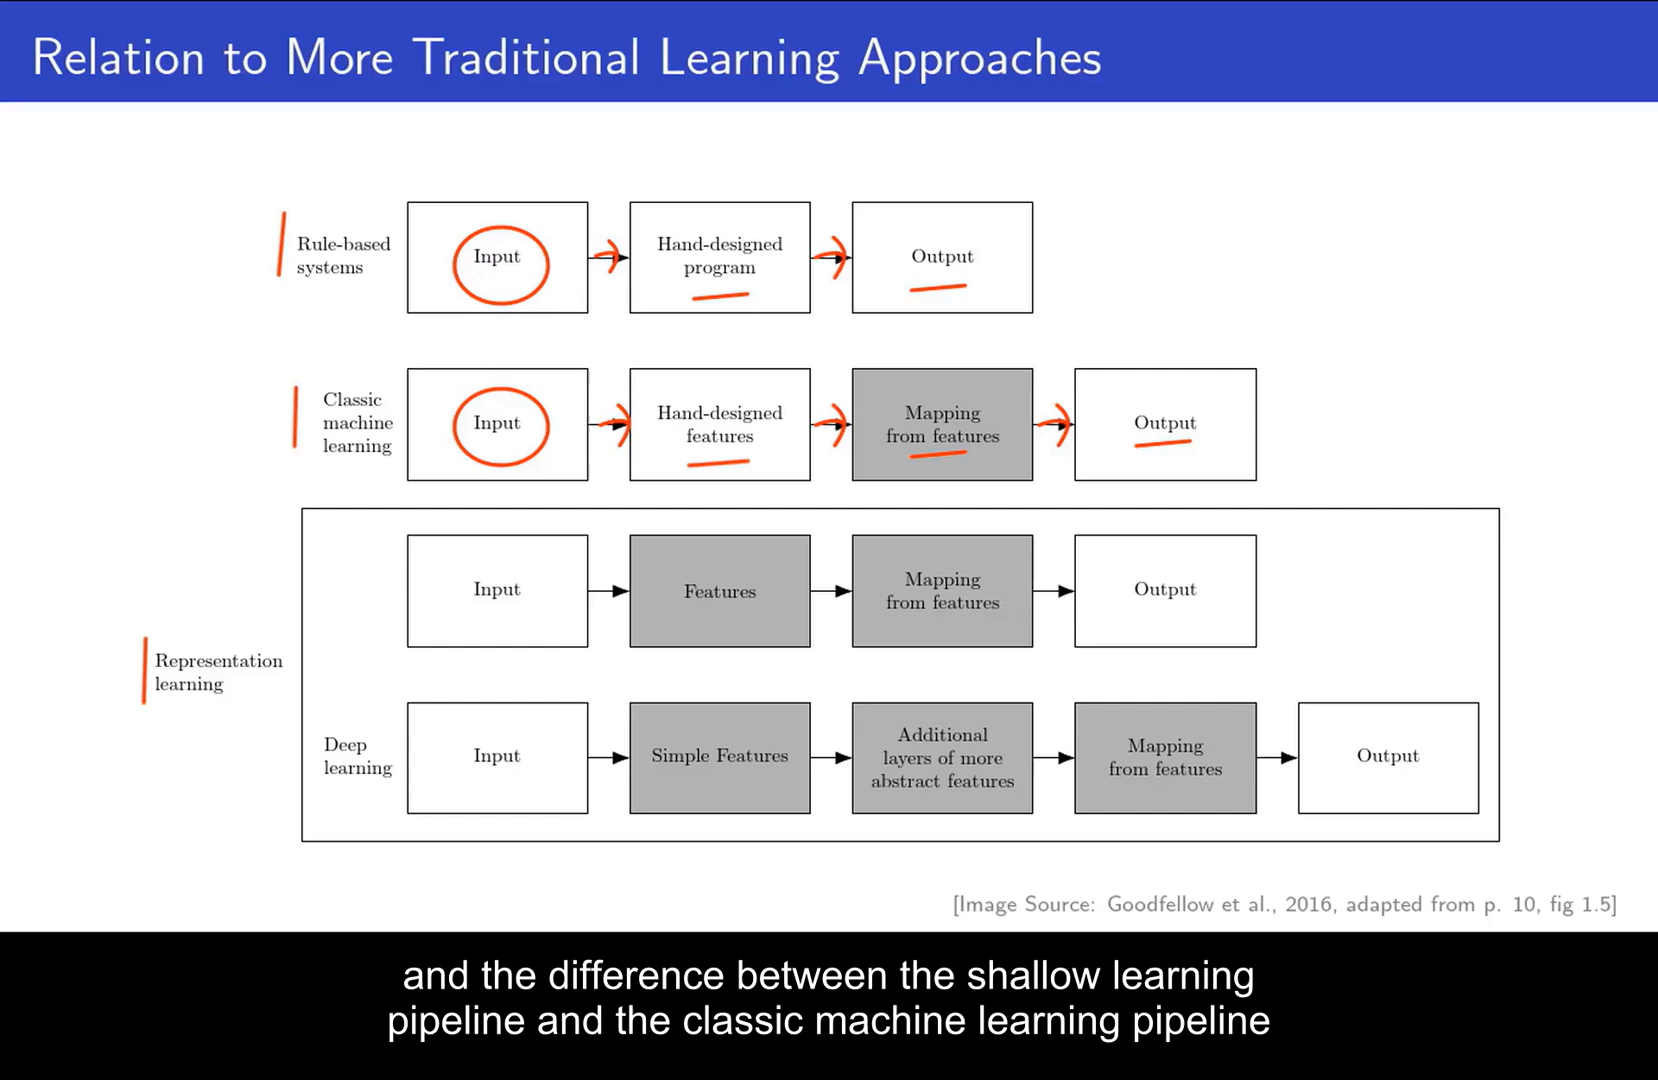 Relation to More Traditional Learning Approaches
Rule-based
systems
Input
Hand-designed
program
Output
Classic
machine
learning
Input
Hand-designed
features
Mapping
from features
Output
Representation
learning
Input
Features
Mapping
from features
Output
Deep
learning
Input
Simple Features
Additional
layers of more
abstract features
Mapping
from features
Output
[Image Source: Goodfellow et al., 2016, adapted from p. 10, fig 1.5]
and the difference between the shallow learning
pipeline and the classic machine learning pipeline